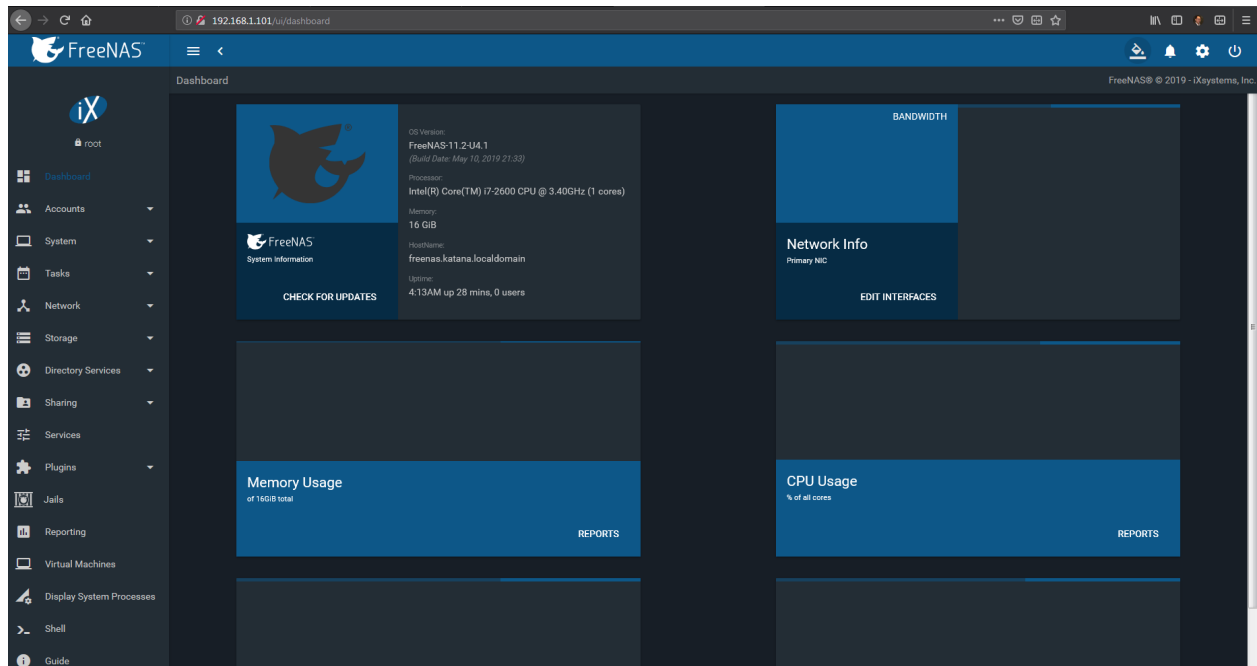 192.168.1.101/ui/dashboard
FreeNAS™
Dashboard
FreeNAS® © 2019 - iXsystems, Inc.
iX
root
Dashboard
Accounts
System
Tasks
Network
Storage
Directory Services
Sharing
Services
Plugins
Jails
Reporting
Virtual Machines
Display System Processes
Shell
Guide
FreeNAS
System Information
CHECK FOR UPDATES
OS Version:
FreeNAS-11.2-U4.1
(Build Date: May 10, 2019 21:33)
Processor:
Intel(R) Core(TM) i7-2600 CPU @ 3.40GHz (1 cores)
Memory:
16 GiB
HostName:
freenas.katana.localdomain
Uptime:
4:13AM up 28 mins, 0 users
BANDWIDTH
Network Info
Primary NIC
EDIT INTERFACES
Memory Usage
of 16GiB total
REPORTS
CPU Usage
% of all cores
REPORTS